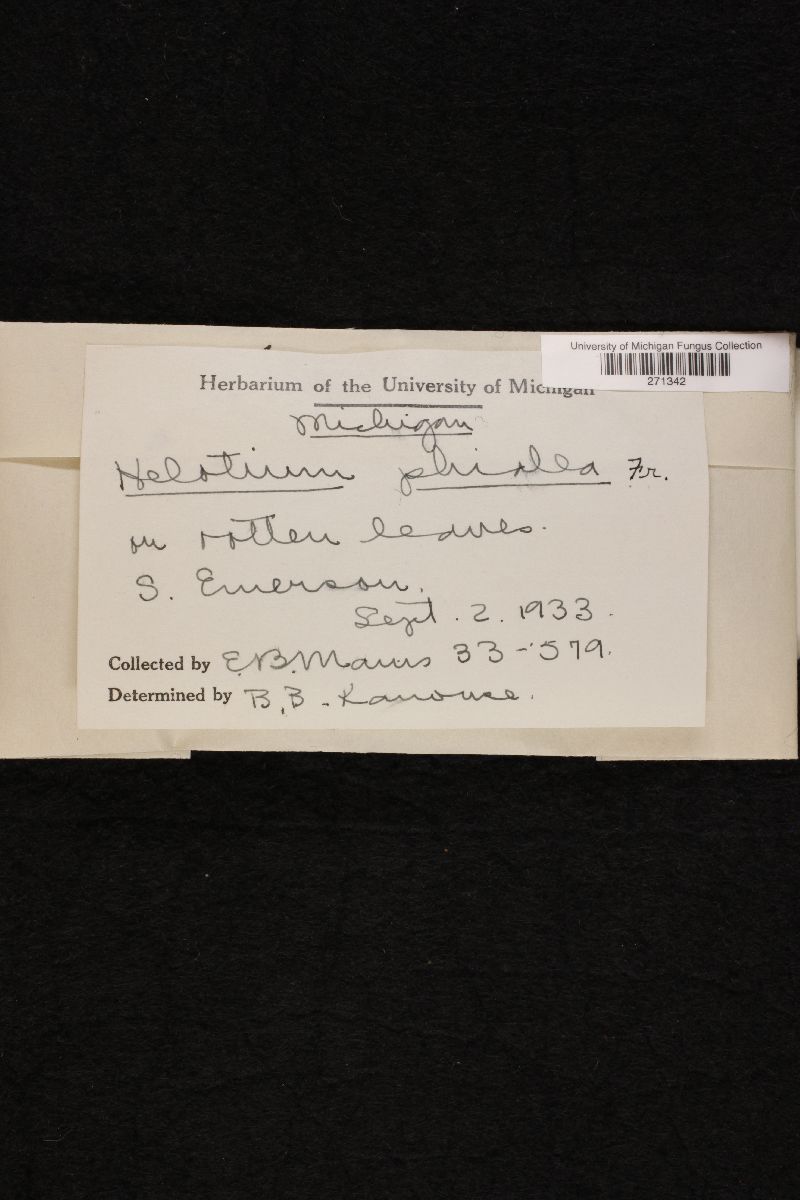 University of Michigan Fungus Collection
271342
Herbarium of the University of Michigan
Michigan
Helotium phialea Fr.
on rotten leaves.
S. Emerson.
Sept. 2. 1933.
Collected by E.B. Mains 33-579.
Determined by B.B. Kanouse.